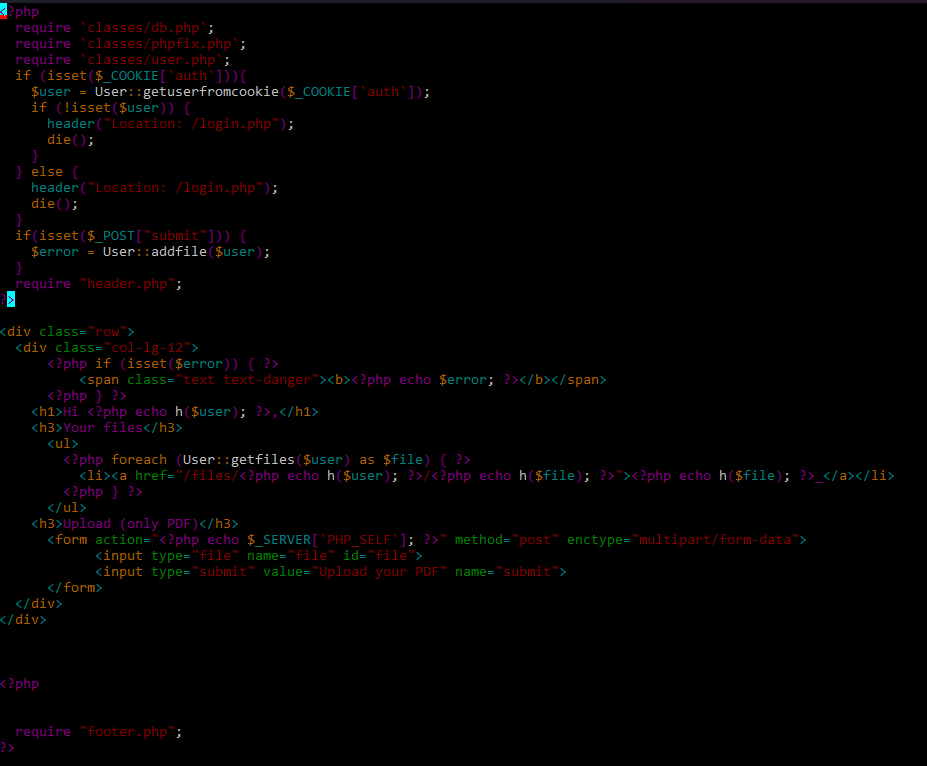 <?php
  require 'classes/db.php';
  require 'classes/phpfix.php';
  require 'classes/user.php';
  if (isset($_COOKIE['auth'])){
    $user = User::getuserfromcookie($_COOKIE['auth']);
    if (!isset($user)) {
      header("Location: /login.php");
      die();
    }
  } else {
    header("Location: /login.php");
    die();
  }
  if(isset($_POST["submit"])) {
    $error = User::addfile($user);
  }
  require "header.php";
?>
<div class="row">
  <div class="col-lg-12">
      <?php if (isset($error)) { ?>
          <span class="text text-danger"><b><?php echo $error; ?></b></span>
      <?php } ?>
    <h1>Hi <?php echo h($user); ?>,</h1>
    <h3>Your files</h3>
      <ul>
        <?php foreach (User::getfiles($user) as $file) { ?>
          <li><a href="/files/<?php echo h($user); ?>/<?php echo h($file); ?>"><?php echo h($file); ?>_</a></li>
        <?php } ?>
      </ul>
    <h3>Upload (only PDF)</h3>
      <form action="<?php echo $_SERVER['PHP_SELF']; ?>" method="post" enctype="multipart/form-data">
            <input type="file" name="file" id="file">
            <input type="submit" value="Upload your PDF" name="submit">
      </form>
  </div>
</div>
<?php
  require "footer.php";
?>